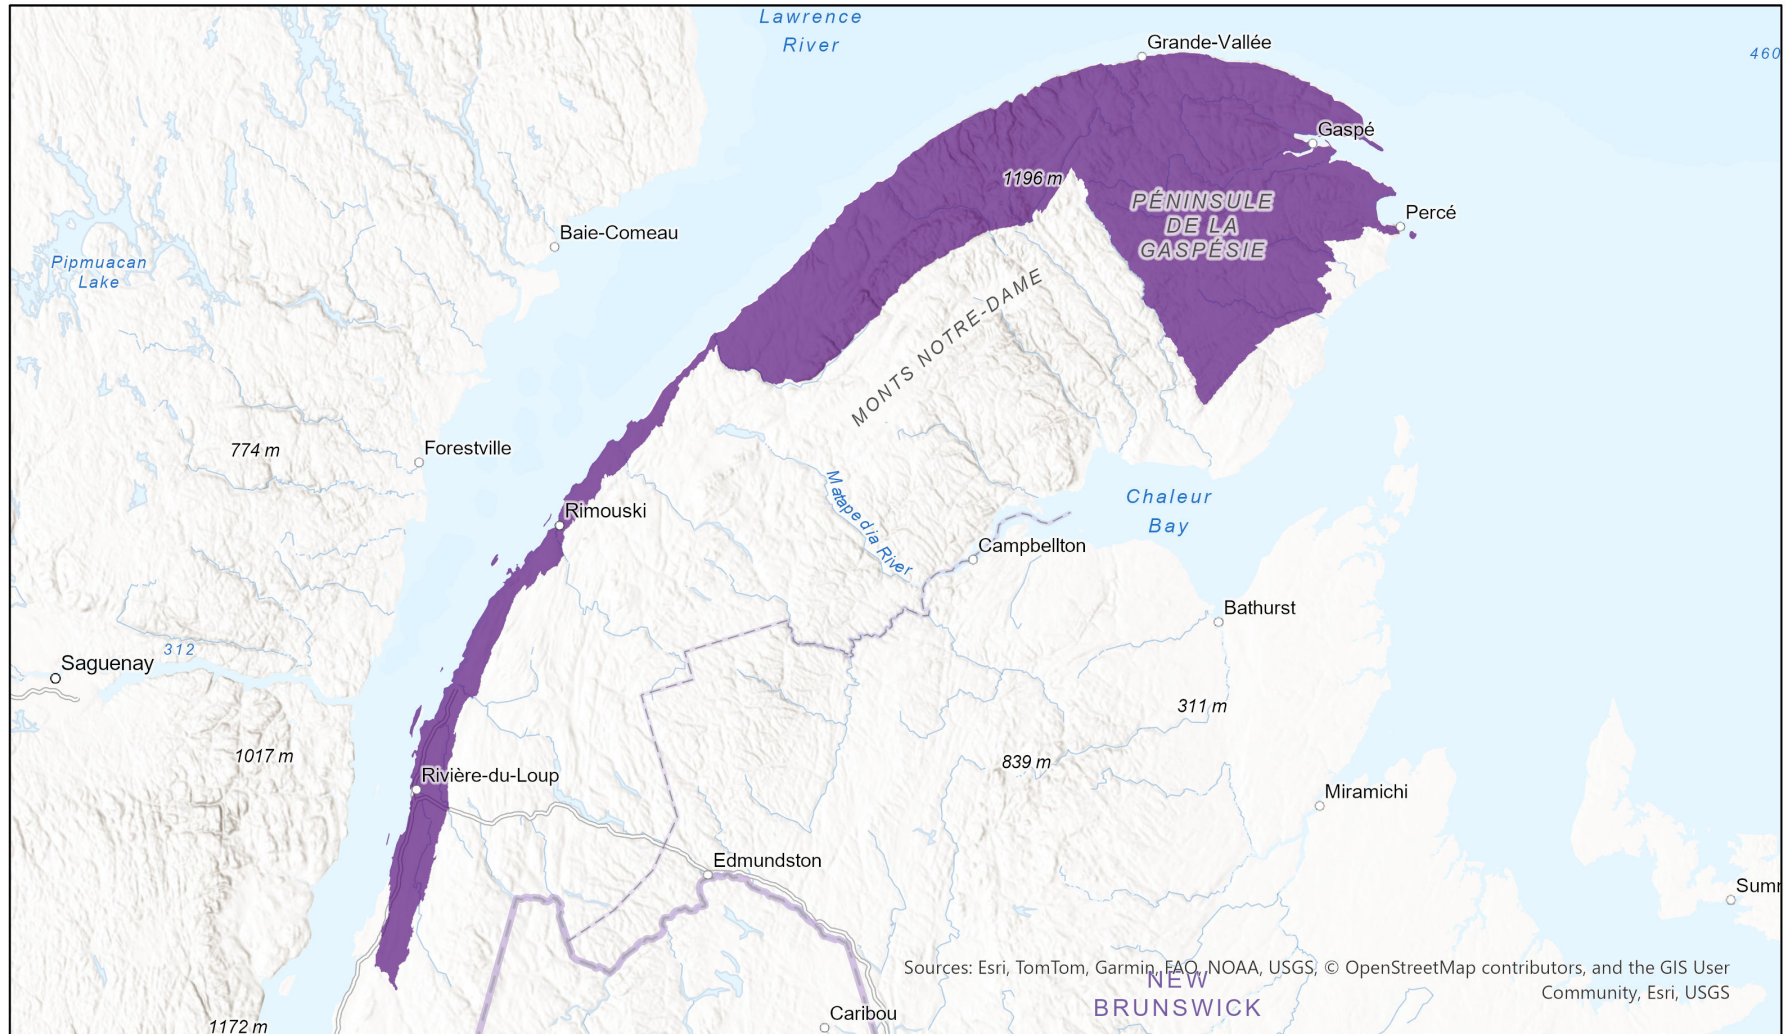 Lawrence
River
Grande-Vallée
460
Gaspé
1196 m
PÉNINSULE
DE LA
GASPÉSIE
Percé
Baie-Comeau
Pipmuacan
Lake
MONTS NOTRE-DAME
774 m
Forestville
Matapedia River
Chaleur
Bay
Rimouski
Campbellton
Bathurst
312
Saguenay
311 m
1017 m
839 m
Rivière-du-Loup
Miramichi
Edmundston
Sumr
Sources: Esri, TomTom, Garmin, FAO, NOAA, USGS, © OpenStreetMap contributors, and the GIS User
Community, Esri, USGS
NEW
BRUNSWICK
Caribou
1172 m